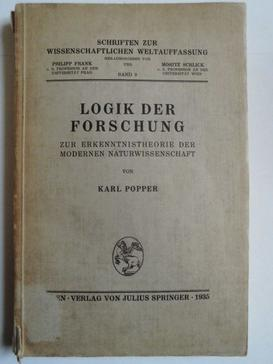 SCHRIFTEN ZUR
WISSENSCHAFTLICHEN WELTAUFFASSUNG
HERAUSGEGEBEN VON
PHILIPP FRANK UND MORITZ SCHLICK
O. Ö. PROFESSOR AN DER O. Ö. PROFESSOR AN DER
UNIVERSITÄT PRAG UNIVERSITÄT WIEN
BAND 9
LOGIK DER
FORSCHUNG
ZUR ERKENNTNISTHEORIE DER
MODERNEN NATURWISSENSCHAFT
VON
KARL POPPER
EN · VERLAG VON JULIUS SPRINGER · 1935